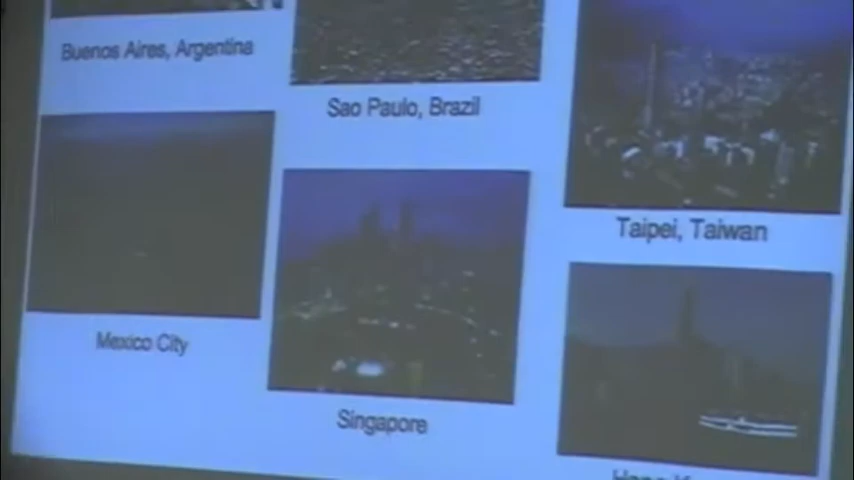 Buenos Aires, Argentina
Sao Paulo, Brazil
Taipei, Taiwan
Mexico City
Singapore